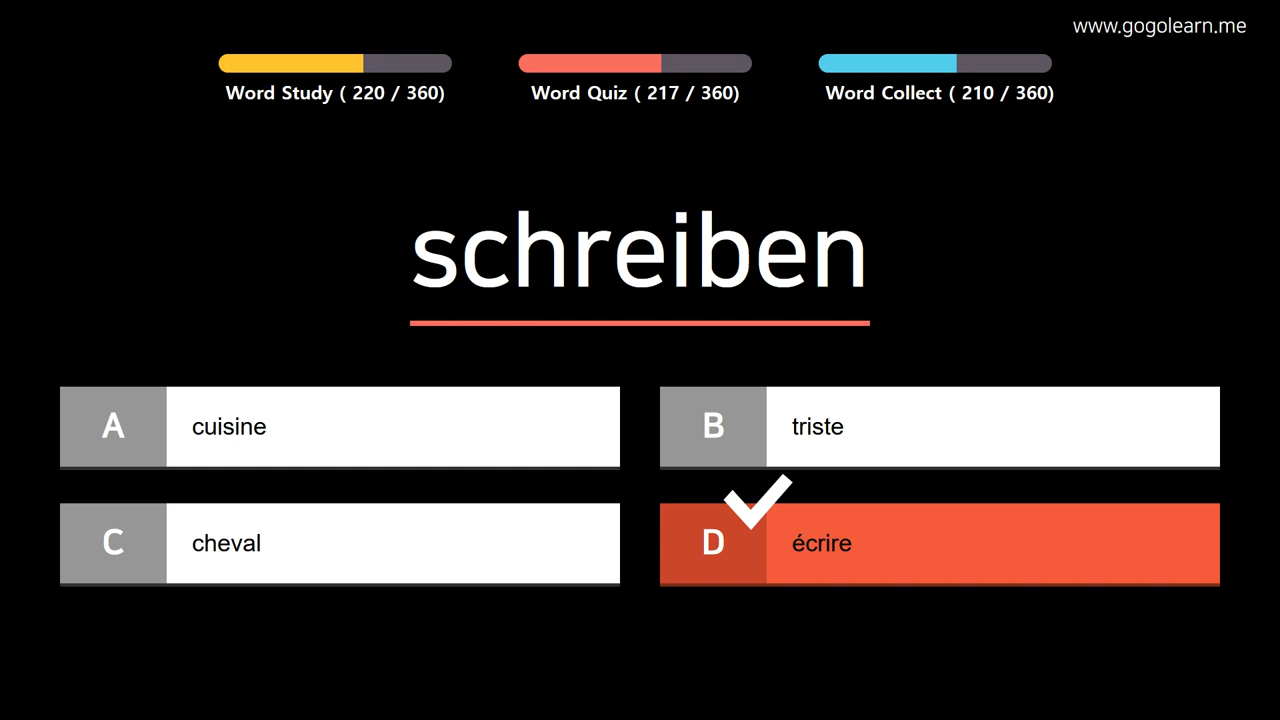 www.gogolearn.me
Word Study ( 220 / 360)
Word Quiz ( 217 / 360)
Word Collect ( 210 / 360)
schreiben
A cuisine
B triste
C cheval
D écrire